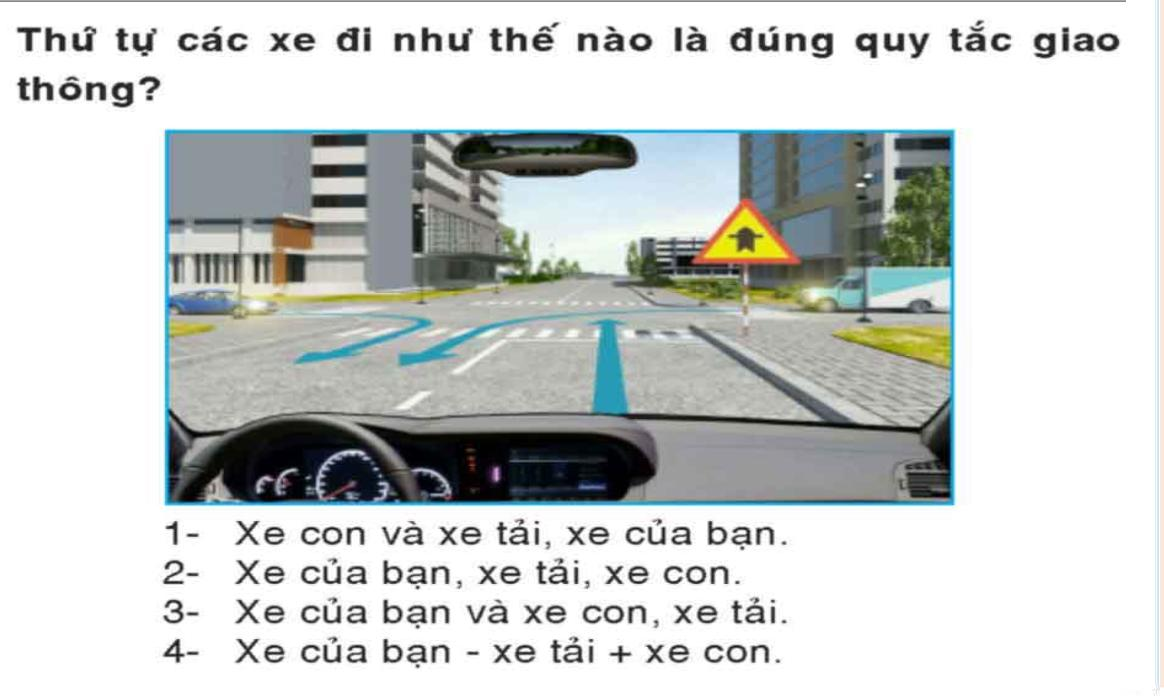 Thứ tự các xe đi như thế nào là đúng quy tắc giao
thông?
1- Xe con và xe tải, xe của bạn.
2- Xe của bạn, xe tải, xe con.
3- Xe của bạn và xe con, xe tải.
4- Xe của bạn - xe tải + xe con.